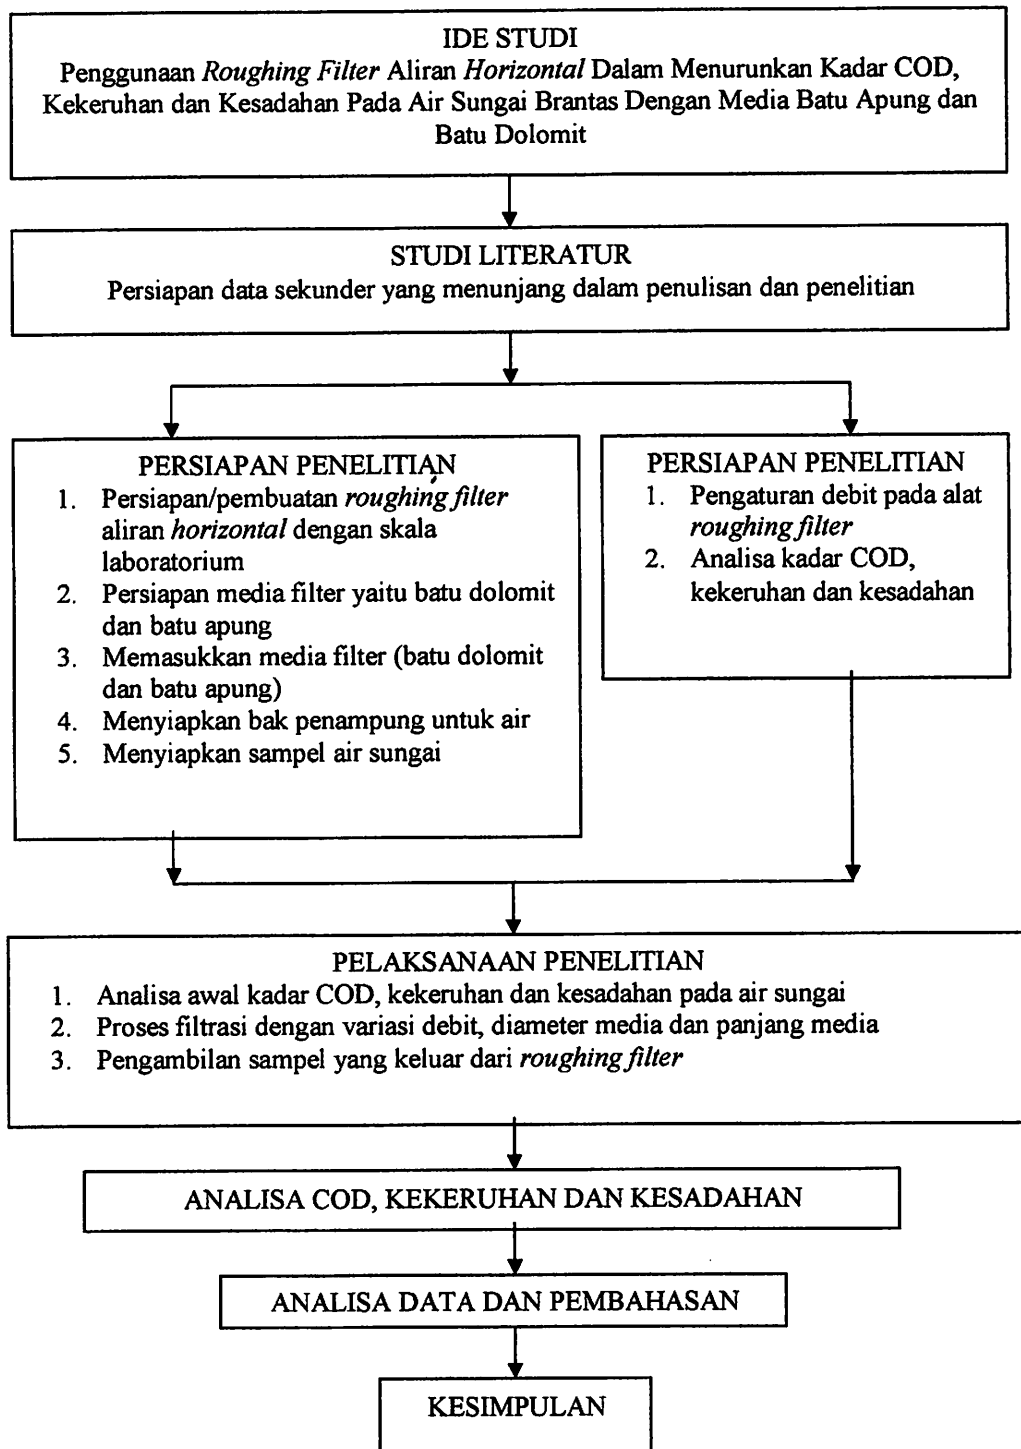 IDE STUDI
Penggunaan Roughing Filter Aliran Horizontal Dalam Menurunkan Kadar COD,
Kekeruhan dan Kesadahan Pada Air Sungai Brantas Dengan Media Batu Apung dan
Batu Dolomit
STUDI LITERATUR
Persiapan data sekunder yang menunjang dalam penulisan dan penelitian
PERSIAPAN PENELITIAN
1. Persiapan/pembuatan roughing filter
aliran horizontal dengan skala
laboratorium
2. Persiapan media filter yaitu batu dolomit
dan batu apung
3. Memasukkan media filter (batu dolomit
dan batu apung)
4. Menyiapkan bak penampung untuk air
5. Menyiapkan sampel air sungai
PERSIAPAN PENELITIAN
1. Pengaturan debit pada alat
roughing filter
2. Analisa kadar COD,
kekeruhan dan kesadahan
PELAKSANAAN PENELITIAN
1. Analisa awal kadar COD, kekeruhan dan kesadahan pada air sungai
2. Proses filtrasi dengan variasi debit, diameter media dan panjang media
3. Pengambilan sampel yang keluar dari roughing filter
ANALISA COD, KEKERUHAN DAN KESADAHAN
ANALISA DATA DAN PEMBAHASAN
KESIMPULAN